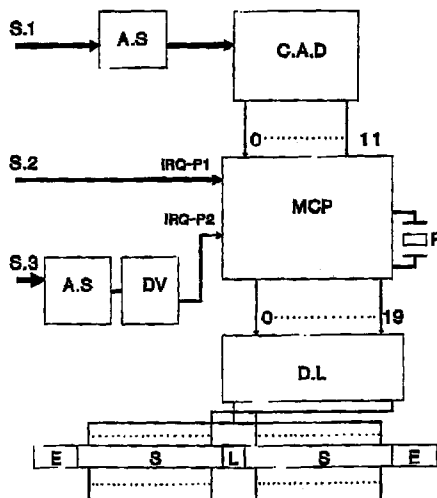 S.1
A.S
C.A.D
0 11
S.2
IRQ-P1
MCP
IRQ-P2
S.3
A.S
DV
0 19
D.L
E S L S E